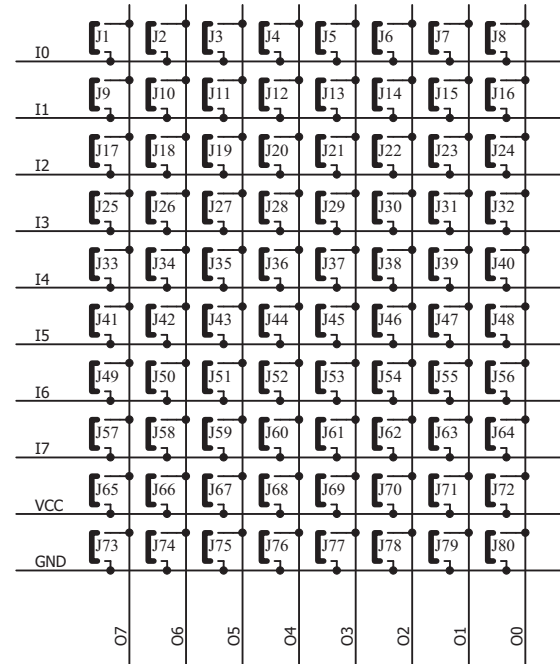 J1 J2 J3 J4 J5 J6 J7 J8
I0
J9 J10 J11 J12 J13 J14 J15 J16
I1
J17 J18 J19 J20 J21 J22 J23 J24
I2
J25 J26 J27 J28 J29 J30 J31 J32
I3
J33 J34 J35 J36 J37 J38 J39 J40
I4
J41 J42 J43 J44 J45 J46 J47 J48
I5
J49 J50 J51 J52 J53 J54 J55 J56
I6
J57 J58 J59 J60 J61 J62 J63 J64
I7
J65 J66 J67 J68 J69 J70 J71 J72
VCC
J73 J74 J75 J76 J77 J78 J79 J80
GND
O7 O6 O5 O4 O3 O2 O1 O0